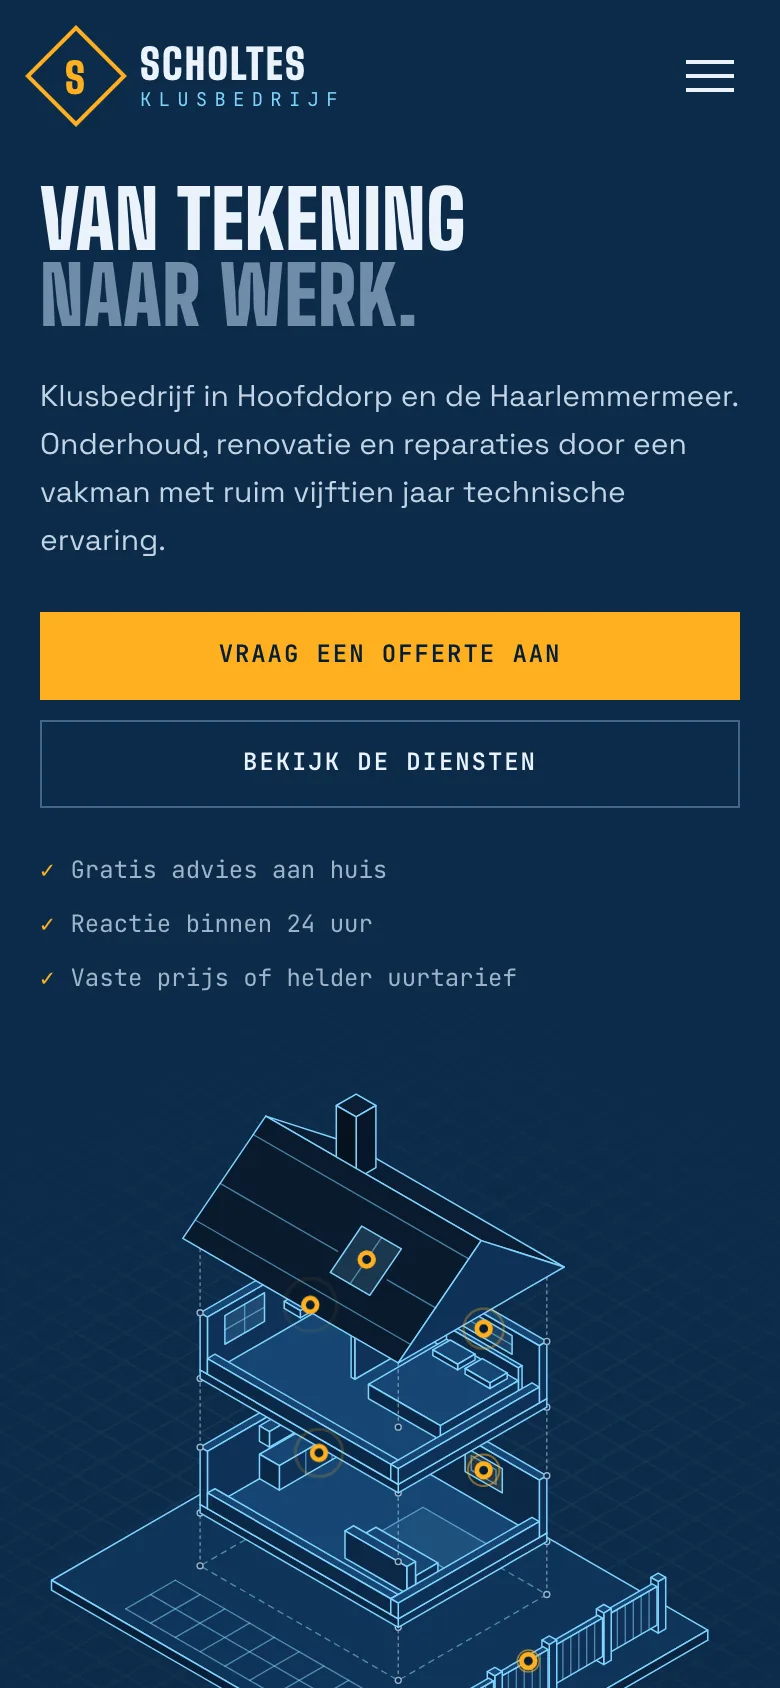 S
SCHOLTES
KLUSBEDRIJF
VAN TEKENING
NAAR WERK.
Klusbedrijf in Hoofddorp en de Haarlemmermeer.
Onderhoud, renovatie en reparaties door een
vakman met ruim vijftien jaar technische
ervaring.
VRAAG EEN OFFERTE AAN
BEKIJK DE DIENSTEN
✓ Gratis advies aan huis
✓ Reactie binnen 24 uur
✓ Vaste prijs of helder uurtarief